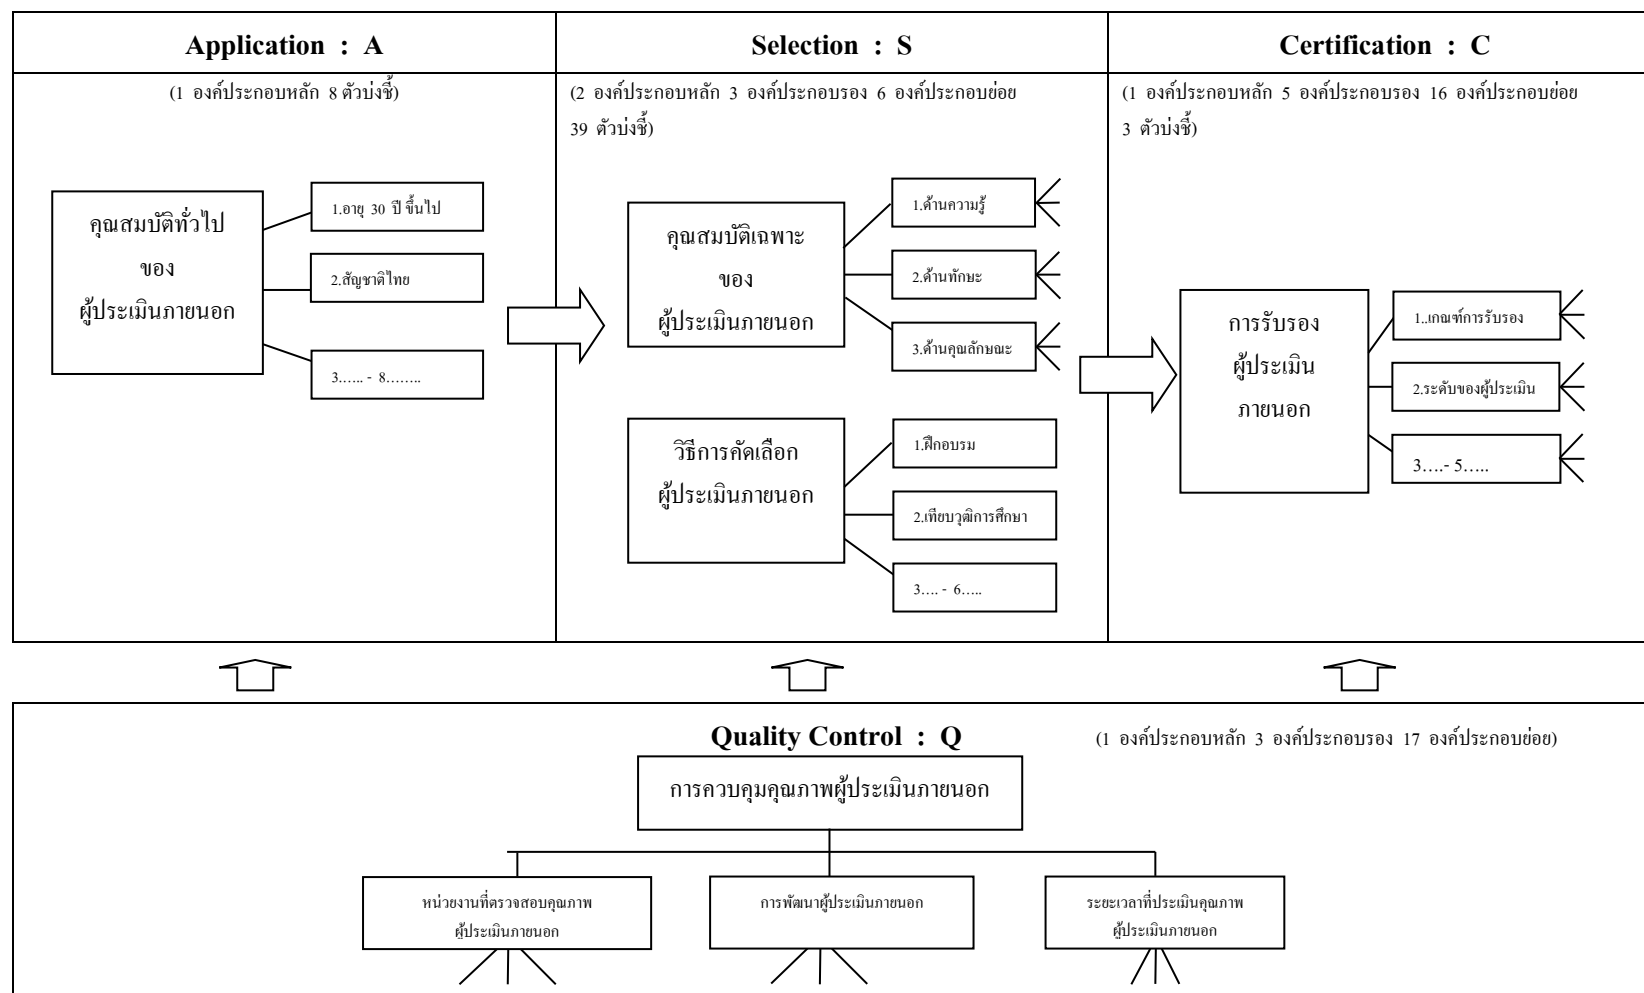 Application : A
(1 องค์ประกอบหลัก 8 ตัวบ่งชี้)
คุณสมบัติทั่วไป
ของ
ผู้ประเมินภายนอก
1.อายุ 30 ปี ขึ้นไป
2.สัญชาติไทย
3.….. - 8……..
Selection : S
(2 องค์ประกอบหลัก 3 องค์ประกอบรอง 6 องค์ประกอบย่อย
39 ตัวบ่งชี้)
คุณสมบัติเฉพาะ
ของ
ผู้ประเมินภายนอก
1.ด้านความรู้
2.ด้านทักษะ
3.ด้านคุณลักษณะ
วิธีการคัดเลือก
ผู้ประเมินภายนอก
1.ฝึกอบรม
2.เทียบวุฒิการศึกษา
3…. - 6…..
Certification : C
(1 องค์ประกอบหลัก 5 องค์ประกอบรอง 16 องค์ประกอบย่อย
3 ตัวบ่งชี้)
การรับรอง
ผู้ประเมิน
ภายนอก
1..เกณฑ์การรับรอง
2.ระดับของผู้ประเมิน
3….- 5…..
Quality Control : Q
(1 องค์ประกอบหลัก 3 องค์ประกอบรอง 17 องค์ประกอบย่อย)
การควบคุมคุณภาพผู้ประเมินภายนอก
หน่วยงานที่ตรวจสอบคุณภาพ
ผู้ประเมินภายนอก
การพัฒนาผู้ประเมินภายนอก
ระยะเวลาที่ประเมินคุณภาพ
ผู้ประเมินภายนอก